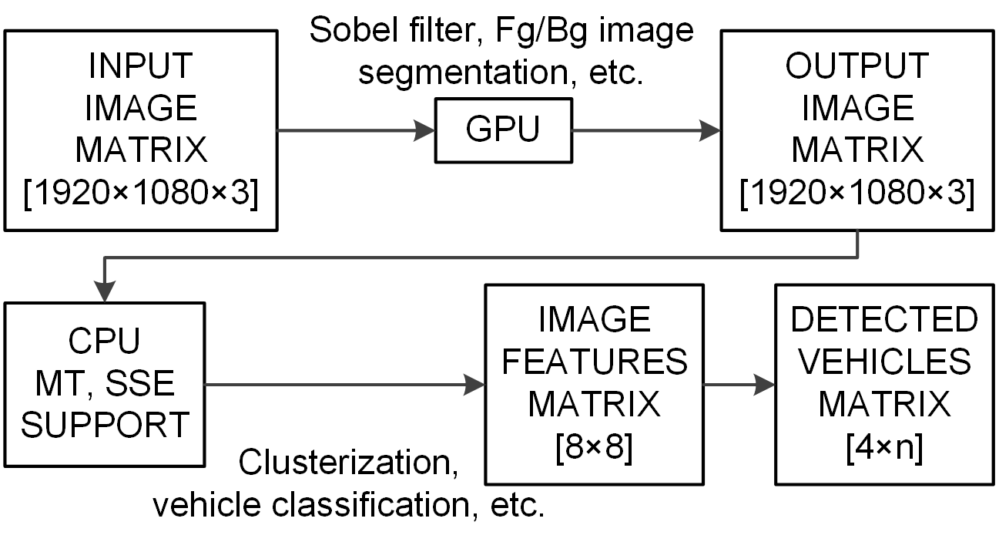 INPUT
IMAGE
MATRIX
[1920×1080×3]
Sobel filter, Fg/Bg image
segmentation, etc.
GPU
OUTPUT
IMAGE
MATRIX
[1920×1080×3]
CPU
MT, SSE
SUPPORT
Clusterization,
vehicle classification, etc.
IMAGE
FEATURES
MATRIX
[8×8]
DETECTED
VEHICLES
MATRIX
[4×n]